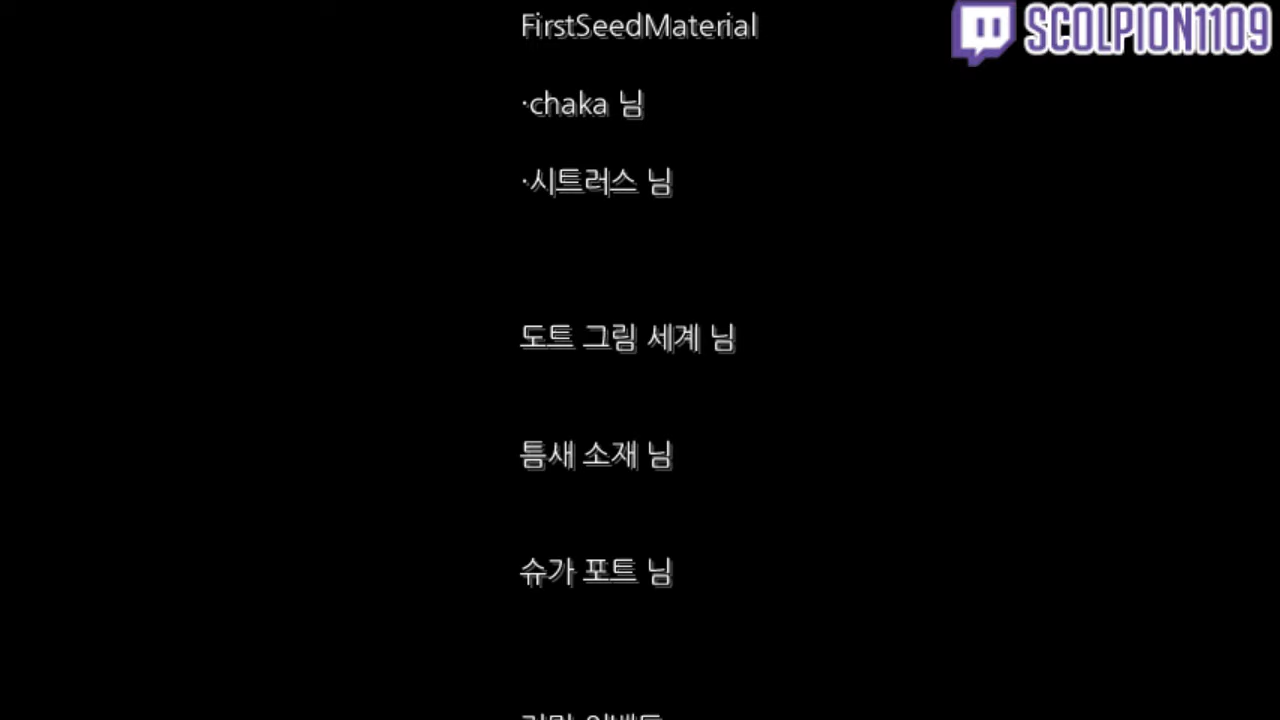 FirstSeedMaterial
SCOLPION1109
·chaka 님
·시트러스 님
도트 그림 세계 님
틈새 소재 님
슈가 포트 님